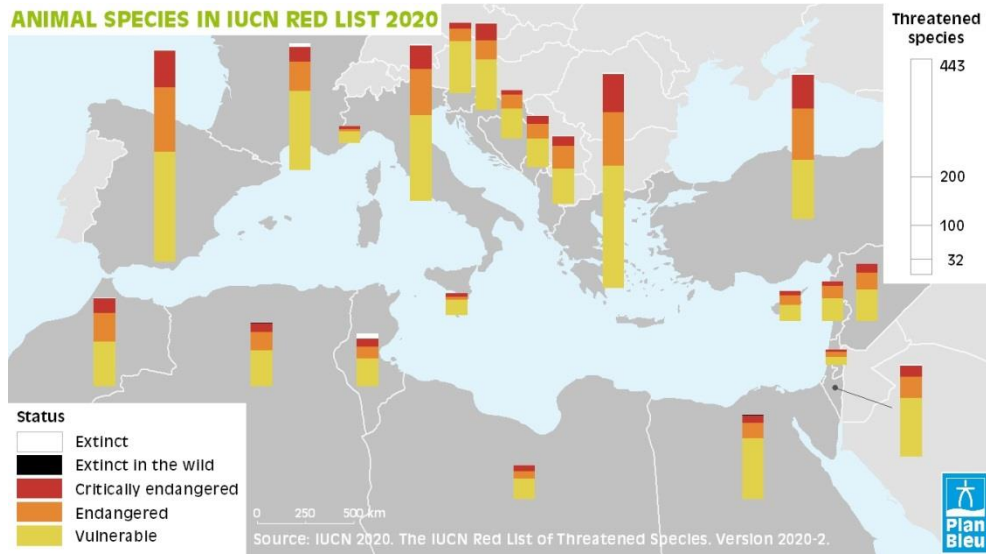 ANIMAL SPECIES IN IUCN RED LIST 2020
Threatened
species
443
200
100
32
Status
Extinct
Extinct in the wild
Critically endangered
Endangered
Vulnerable
0 250 500 km
Source: IUCN 2020. The IUCN Red List of Threatened Species. Version 2020-2.
Plan
Bleu